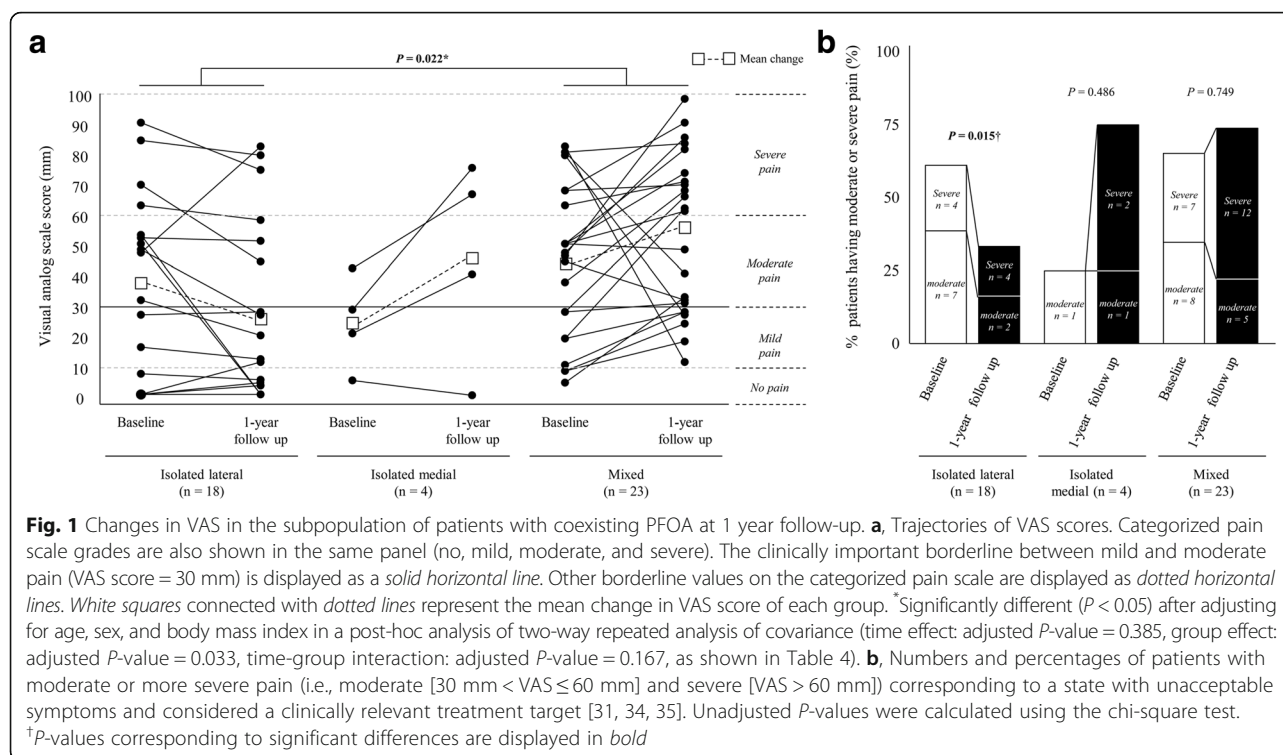 a
P = 0.022*
Mean change
Visual analog scale score (mm)
100
90
80
70
60
50
40
30
20
10
0
Severe
pain
Moderate
pain
Mild
pain
No pain
Baseline
1-year
follow up
Baseline
1-year
follow up
Baseline
1-year
follow up
Isolated lateral
(n = 18)
Isolated medial
(n = 4)
Mixed
(n = 23)
b
% patients having moderate or severe pain (%)
100
75
50
25
0
P = 0.015†
P = 0.486
P = 0.749
Severe
n = 4
moderate
n = 7
Severe
n = 4
moderate
n = 2
moderate
n = 1
Severe
n = 2
moderate
n = 1
Severe
n = 7
moderate
n = 8
Severe
n = 12
moderate
n = 5
Baseline
1-year follow up
Baseline
1-year follow up
Baseline
1-year follow up
Isolated lateral
(n = 18)
Isolated
medial (n = 4)
Mixed
(n = 23)
Fig. 1 Changes in VAS in the subpopulation of patients with coexisting PFOA at 1 year follow-up. a, Trajectories of VAS scores. Categorized pain
scale grades are also shown in the same panel (no, mild, moderate, and severe). The clinically important borderline between mild and moderate
pain (VAS score = 30 mm) is displayed as a solid horizontal line. Other borderline values on the categorized pain scale are displayed as dotted horizontal
lines. White squares connected with dotted lines represent the mean change in VAS score of each group. *Significantly different (P < 0.05) after adjusting
for age, sex, and body mass index in a post-hoc analysis of two-way repeated analysis of covariance (time effect: adjusted P-value = 0.385, group effect:
adjusted P-value = 0.033, time-group interaction: adjusted P-value = 0.167, as shown in Table 4). b, Numbers and percentages of patients with
moderate or more severe pain (i.e., moderate [30 mm < VAS ≤ 60 mm] and severe [VAS > 60 mm]) corresponding to a state with unacceptable
symptoms and considered a clinically relevant treatment target [31, 34, 35]. Unadjusted P-values were calculated using the chi-square test.
†P-values corresponding to significant differences are displayed in bold